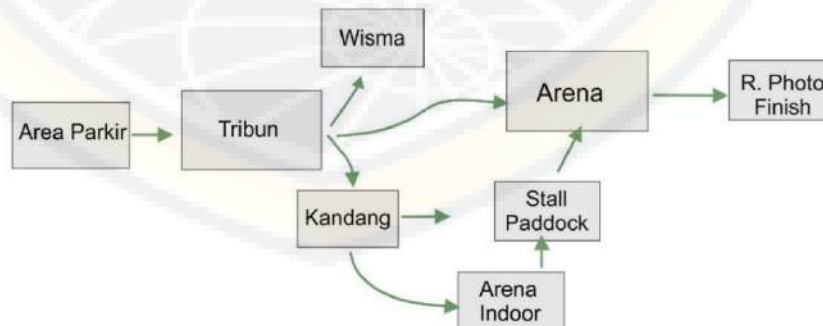 Wisma
Arena
R. Photo
Finish
Area Parkir
Tribun
Kandang
Stall
Paddock
Arena
Indoor